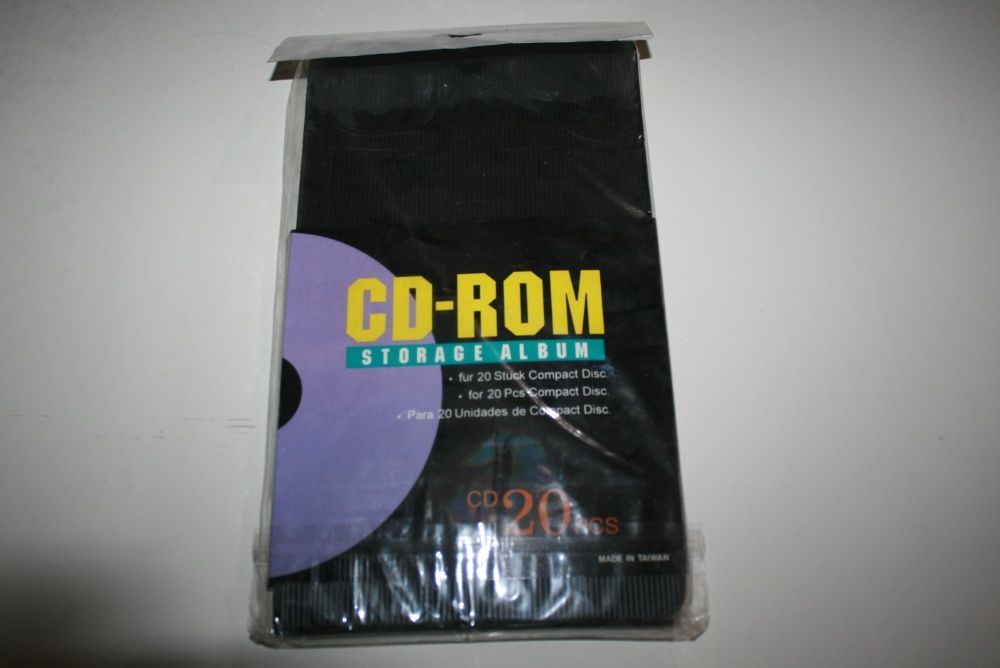 CD-ROM
STORAGE ALBUM
• fur 20 Stuck Compact Disc.
• for 20 Pcs Compact Disc.
• Para 20 Unidades de Compact Disc.
CD 20 PCS
MADE IN TAIWAN